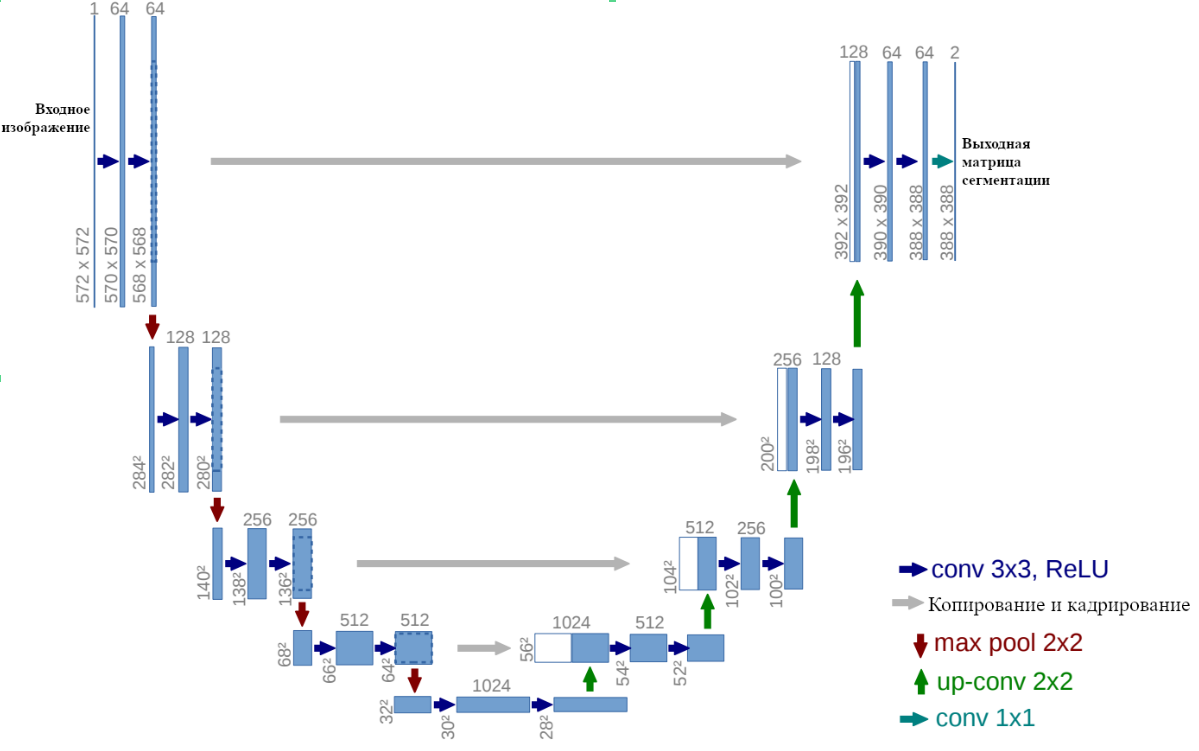 1 64 64
Входное
изображение
572 x 572
570 x 570
568 x 568
128 64 64 2
392 x 392
390 x 390
388 x 388
388 x 388
Выходная
матрица
сегментации
128 128
284²
282²
280²
256 128
200²
198²
196²
256 256
140²
138²
136²
512 256
104²
102²
100²
512 512
68²
66²
64²
1024 512
56²
54²
52²
1024
32²
30²
28²
conv 3x3, ReLU
Копирование и кадрирование
max pool 2x2
up-conv 2x2
conv 1x1